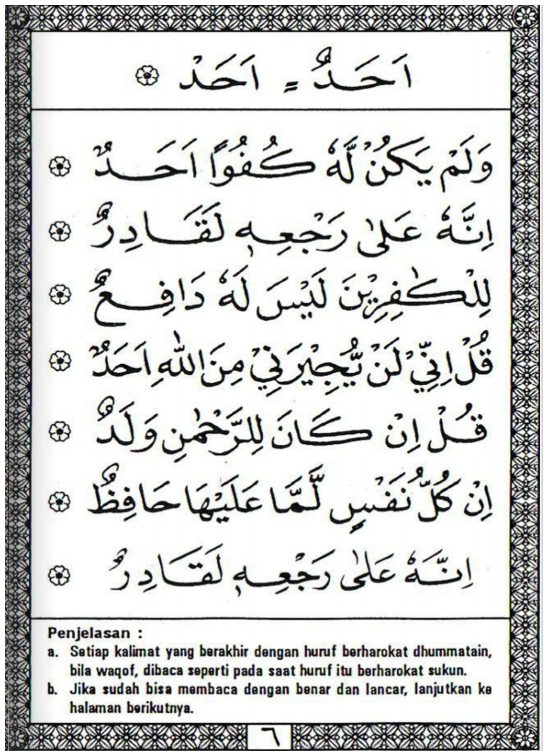 اَحَدٌ = اَحَدْ
وَلَمْ يَكُنْ لَّهٗ كُفُوًا اَحَدٌ
اِنَّهٗ عَلٰى رَجْعِهٖ لَقَادِرٌ
لِلْكٰفِرِيْنَ لَيْسَ لَهٗ دَافِعٌ
قُلْ اِنِّيْ لَنْ يُّجِيْرَنِيْ مِنَ اللّٰهِ اَحَدٌ
قُلْ اِنْ كَانَ لِلرَّحْمٰنِ وَلَدٌ
اِنْ كُلُّ نَفْسٍ لَّمَّا عَلَيْهَا حَافِظٌ
اِنَّهٗ عَلٰى رَجْعِهٖ لَقَادِرٌ
Penjelasan :
a. Setiap kalimat yang berakhir dengan huruf berharokat dhummatain,
bila waqof, dibaca seperti pada saat huruf itu berharokat sukun.
b. Jika sudah bisa membaca dengan benar dan lancar, lanjutkan ke
halaman berikutnya.
٦